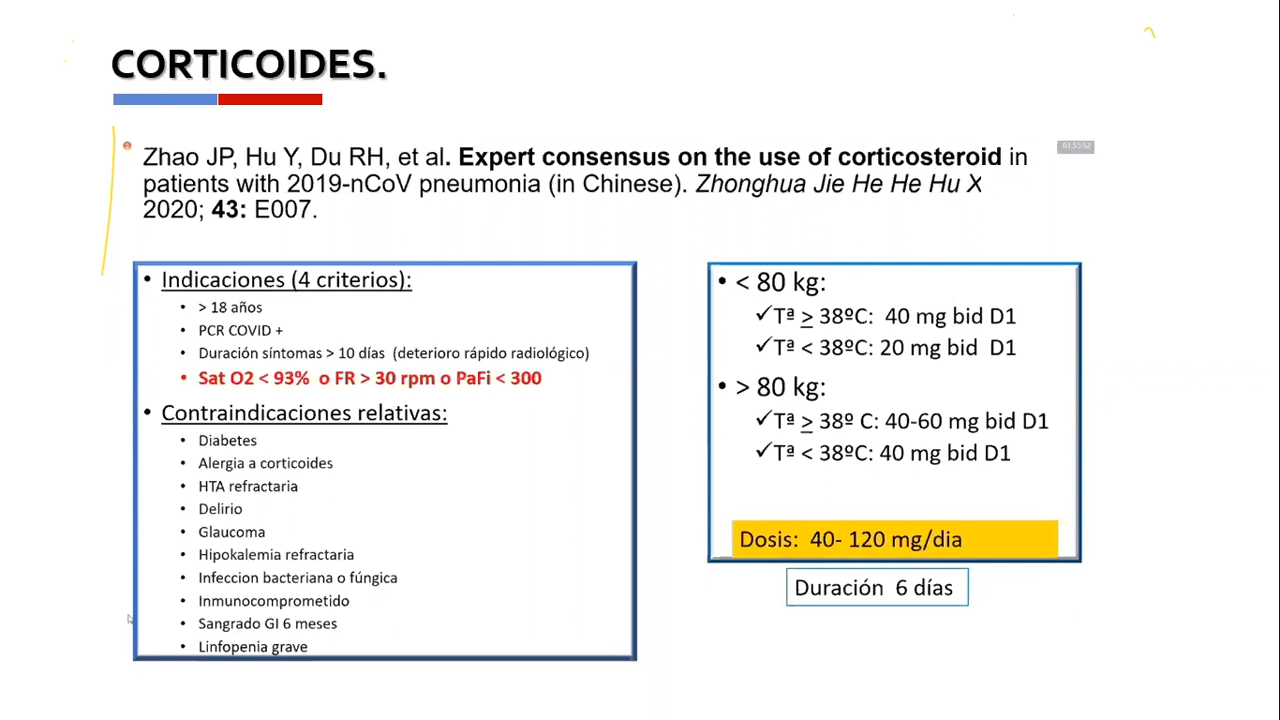 CORTICOIDES.
Zhao JP, Hu Y, Du RH, et al. Expert consensus on the use of corticosteroid in
patients with 2019-nCoV pneumonia (in Chinese). Zhonghua Jie He He Hu X
2020; 43: E007.
01:55:52
• Indicaciones (4 criterios):
• > 18 años
• PCR COVID +
• Duración síntomas > 10 días (deterioro rápido radiológico)
• Sat O2 < 93% o FR > 30 rpm o PaFi < 300
• Contraindicaciones relativas:
• Diabetes
• Alergia a corticoides
• HTA refractaria
• Delirio
• Glaucoma
• Hipokalemia refractaria
• Infeccion bacteriana o fúngica
• Inmunocomprometido
• Sangrado GI 6 meses
• Linfopenia grave
• < 80 kg:
✓Tª ≥ 38ºC: 40 mg bid D1
✓Tª < 38ºC: 20 mg bid D1
• > 80 kg:
✓Tª ≥ 38º C: 40-60 mg bid D1
✓Tª < 38ºC: 40 mg bid D1
Dosis: 40- 120 mg/dia
Duración 6 días